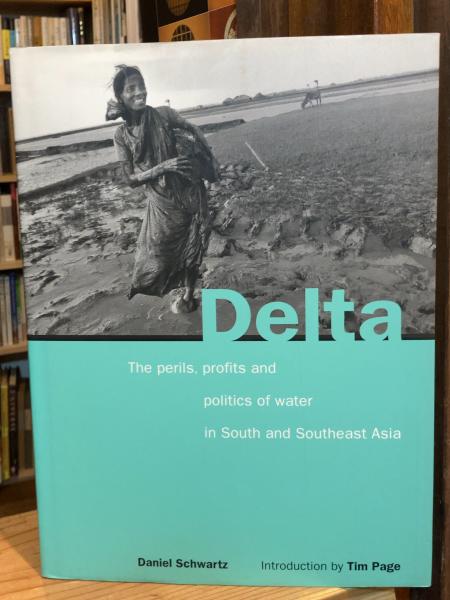 Delta
The perils, profits and
politics of water
in South and Southeast Asia
Daniel Schwartz Introduction by Tim Page